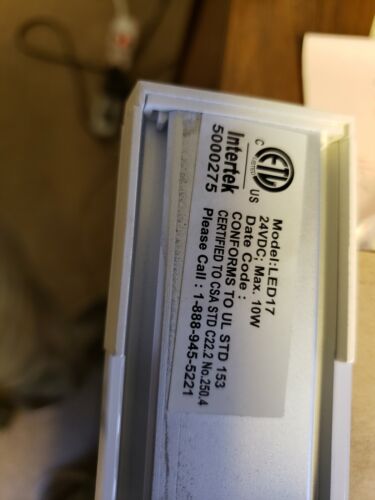 Model:LED17
24VDC; Max. 10W
Date Code :
CONFORMS TO UL STD 153
CERTIFIED TO CSA STD C22.2 No.250.4
Please Call : 1-888-945-5221
C ETL US
Intertek
5000275